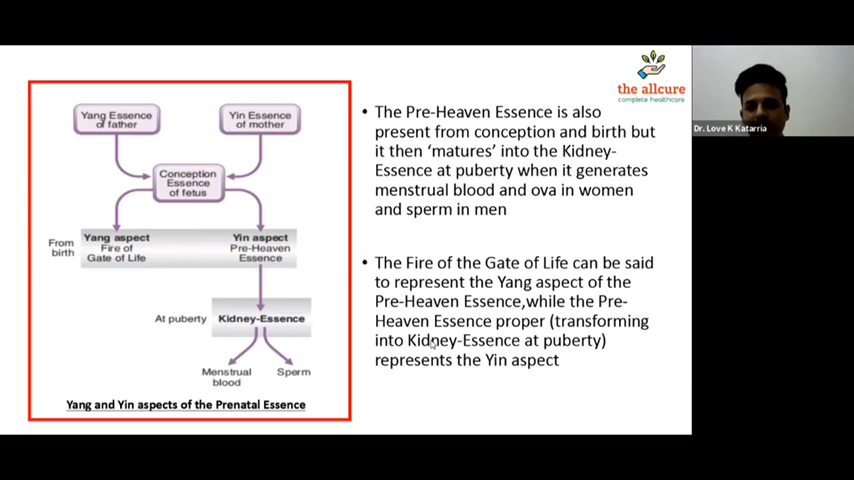 the allcure
complete healthcare
Dr. Love K Katarria
Yang Essence
of father
Yin Essence
of mother
Conception
Essence
of fetus
From
birth
Yang aspect
Fire of
Gate of Life
Yin aspect
Pre-Heaven
Essence
At puberty
Kidney-Essence
Menstrual
blood
Sperm
Yang and Yin aspects of the Prenatal Essence
• The Pre-Heaven Essence is also
present from conception and birth but
it then ‘matures’ into the Kidney-
Essence at puberty when it generates
menstrual blood and ova in women
and sperm in men
• The Fire of the Gate of Life can be said
to represent the Yang aspect of the
Pre-Heaven Essence,while the Pre-
Heaven Essence proper (transforming
into Kidney-Essence at puberty)
represents the Yin aspect